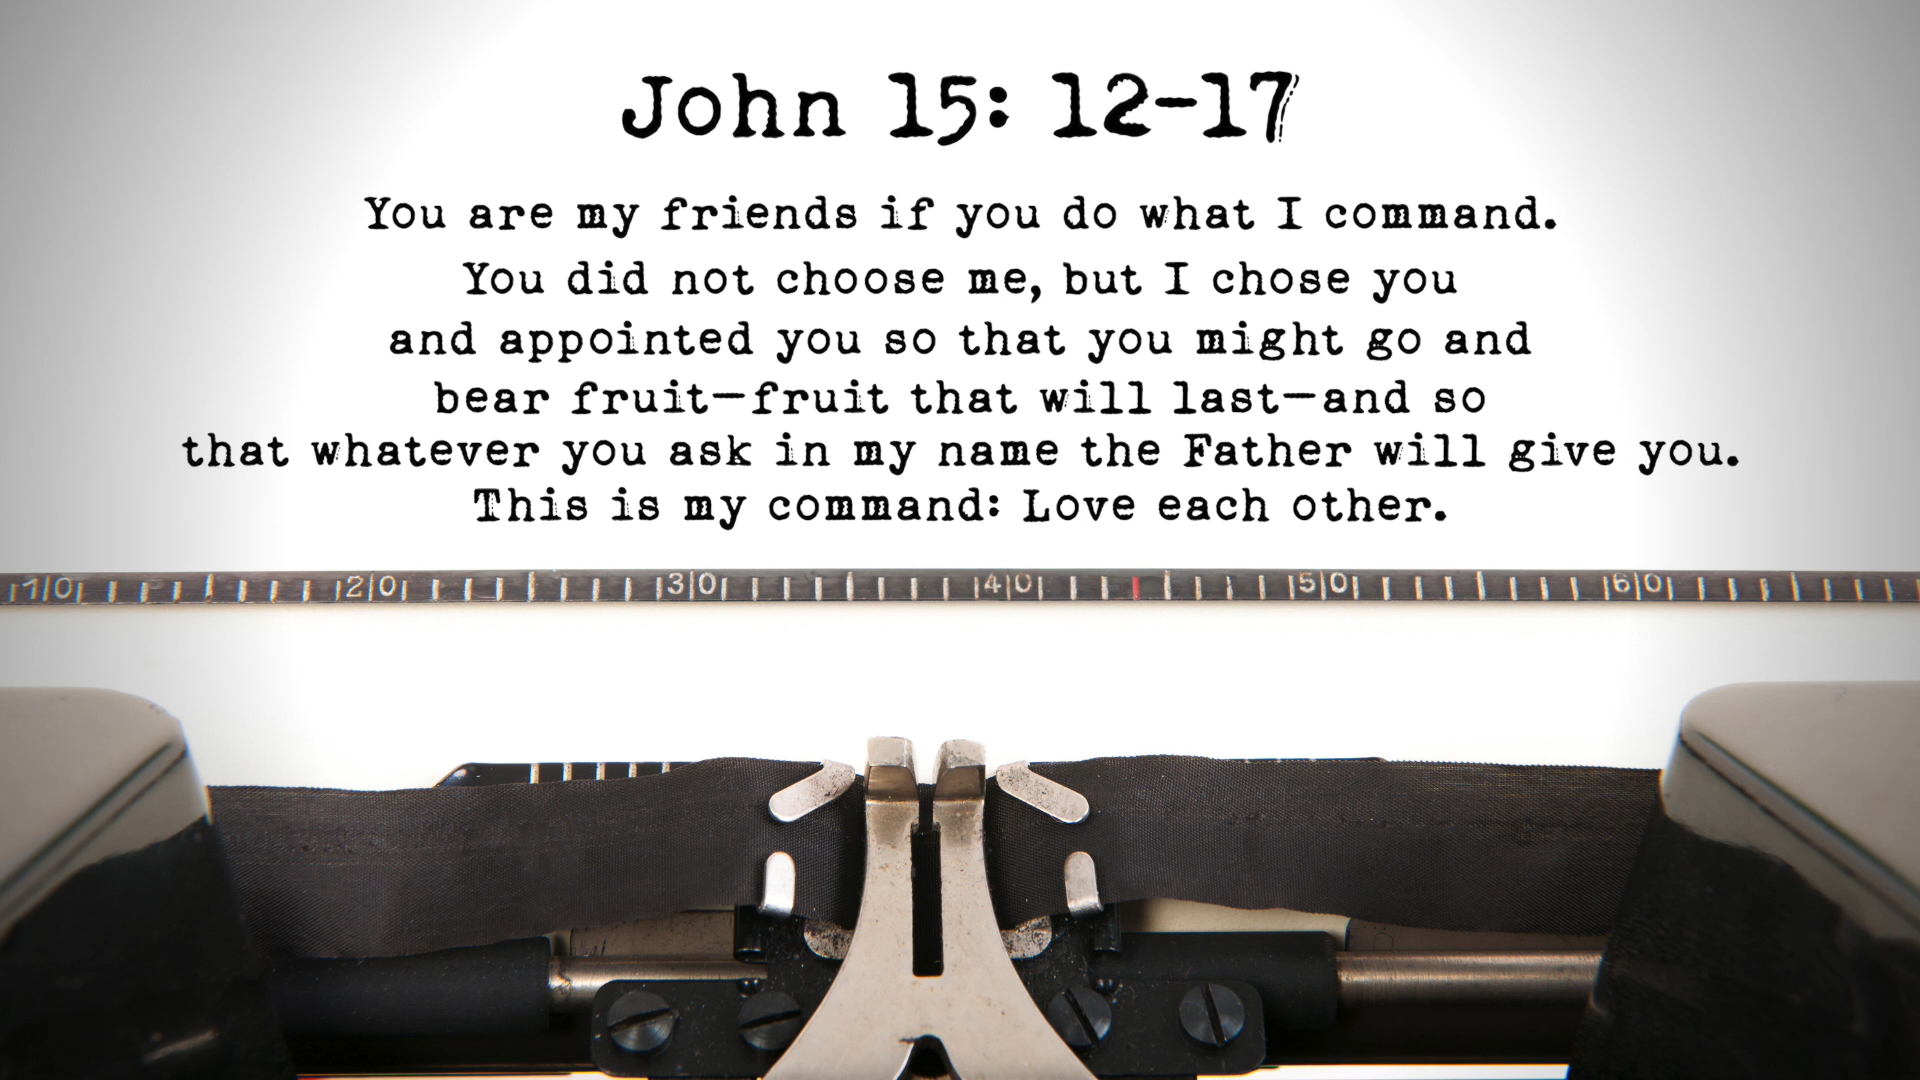 John 15: 12-17
You are my friends if you do what I command.
You did not choose me, but I chose you
and appointed you so that you might go and
bear fruit—fruit that will last—and so
that whatever you ask in my name the Father will give you.
This is my command: Love each other.
10 20 30 40 50 60